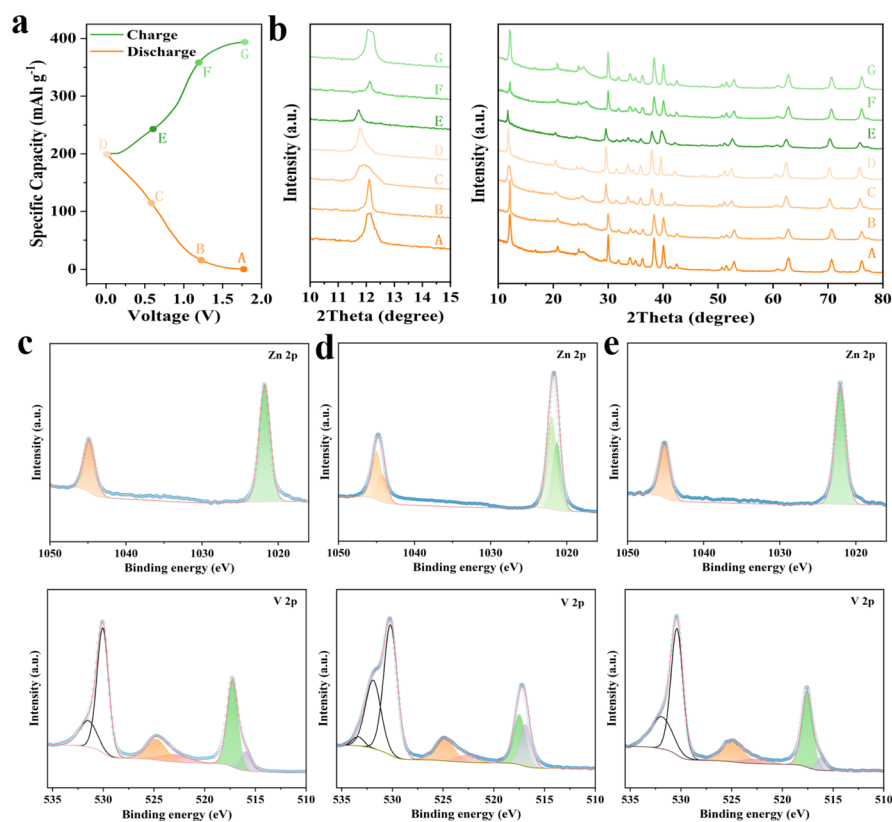 a
Specific Capacity (mAh g⁻¹)
400
300
200
100
0
Charge
Discharge
G
F
E
D
C
B
A
0.0 0.5 1.0 1.5 2.0
Voltage (V)
b
Intensity (a.u.)
G
F
E
D
C
B
A
10 11 12 13 14 15
2Theta (degree)
Intensity (a.u.)
G
F
E
D
C
B
A
10 20 30 40 50 60 70 80
2Theta (degree)
c
Zn 2p
Intensity (a.u.)
1050 1040 1030 1020
Binding energy (eV)
d
Zn 2p
Intensity (a.u.)
1050 1040 1030 1020
Binding energy (eV)
e
Zn 2p
Intensity (a.u.)
1050 1040 1030 1020
Binding energy (eV)
V 2p
Intensity (a.u.)
535 530 525 520 515 510
Binding energy (eV)
V 2p
Intensity (a.u.)
535 530 525 520 515 510
Binding energy (eV)
V 2p
Intensity (a.u.)
535 530 525 520 515 510
Binding energy (eV)